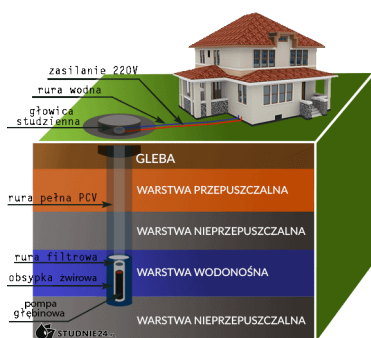 zasilanie 220V
rura wodna
głowica
studzienna
GLEBA
WARSTWA PRZEPUSZCZALNA
rura pełna PCV
WARSTWA NIEPRZEPUSZCZALNA
rura filtrowa
WARSTWA WODONOŚNA
obsypka żwirowa
pompa
głębinowa
WARSTWA NIEPRZEPUSZCZALNA
STUDNIE24